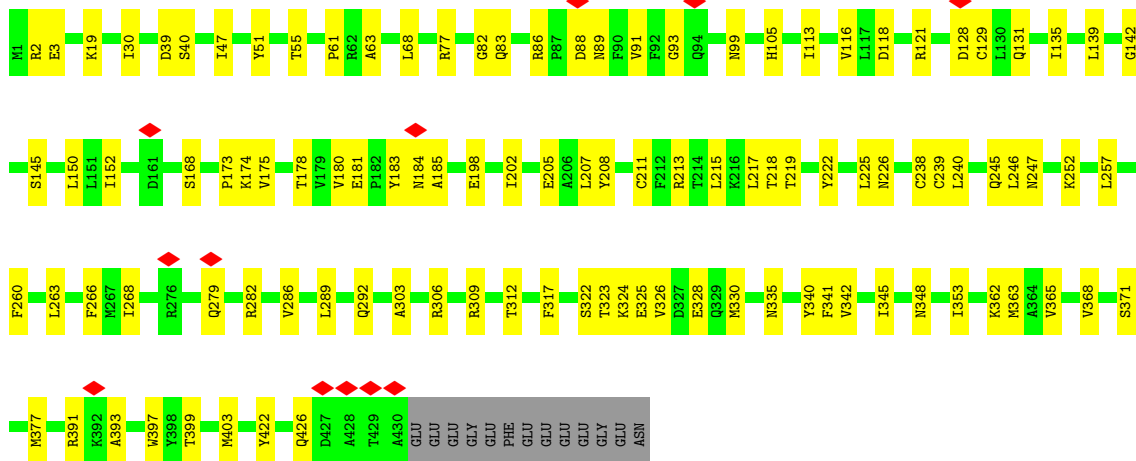 M1 R2 E3 K19 I30 D39 S40 I47 Y51 T55 P61 R62 A63 L68 R77 G82 Q83 R86 P87 D88 N89 F90 V91 F92 G93 Q94 N99 H105 I113 V116 L117 D118 R121 D128 C129 L130 Q131 I135 L139 G142
S145 L150 L151 I152 D161 S168 P173 K174 V175 T178 V179 V180 E181 P182 Y183 N184 A185 E198 I202 E205 A206 L207 Y208 C211 F212 R213 T214 L215 K216 L217 T218 T219 Y222 L225 N226 C238 C239 L240 Q245 L246 N247 K252 L257
F260 L263 F266 M267 I268 R276 Q279 R282 V286 L289 Q292 A303 R306 R309 T312 F317 S322 T323 K324 E325 V326 D327 E328 Q329 M330 N335 Y340 F341 V342 I345 N348 I353 K362 M363 A364 V365 V368 S371
M377 R391 K392 A393 W397 Y398 T399 M403 Y422 Q426 D427 A428 T429 A430 GLU GLU GLU GLY GLU PHE GLU GLU GLU GLU GLY GLU ASN